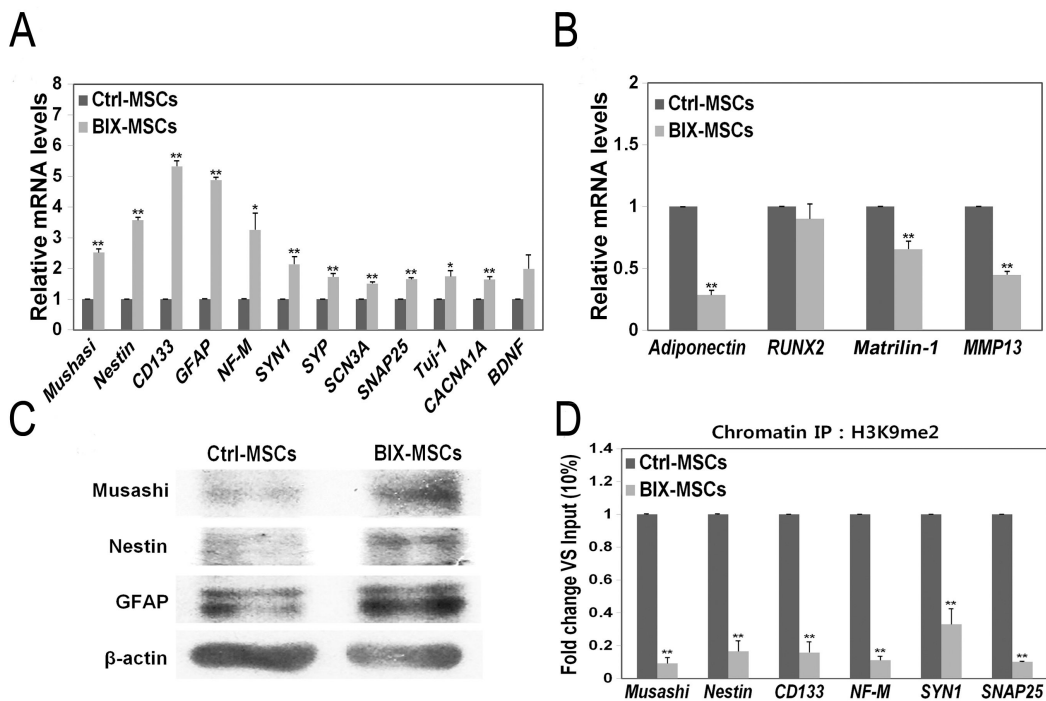 A
Relative mRNA levels
8
7
6
5
4
3
2
1
0
Ctrl-MSCs
BIX-MSCs
**
**
**
**
*
**
**
**
**
*
**
Mushasi
Nestin
CD133
GFAP
NF-M
SYN1
SYP
SCN3A
SNAP25
Tuj-1
CACNA1A
BDNF
B
Relative mRNA levels
2
1.5
1
0.5
0
Ctrl-MSCs
BIX-MSCs
**
**
**
Adiponectin
RUNX2
Matrilin-1
MMP13
C
Ctrl-MSCs BIX-MSCs
Musashi
Nestin
GFAP
β-actin
D
Chromatin IP : H3K9me2
Fold change VS Input (10%)
1.4
1.2
1
0.8
0.6
0.4
0.2
0
Ctrl-MSCs
BIX-MSCs
**
**
**
**
**
**
Musashi
Nestin
CD133
NF-M
SYN1
SNAP25